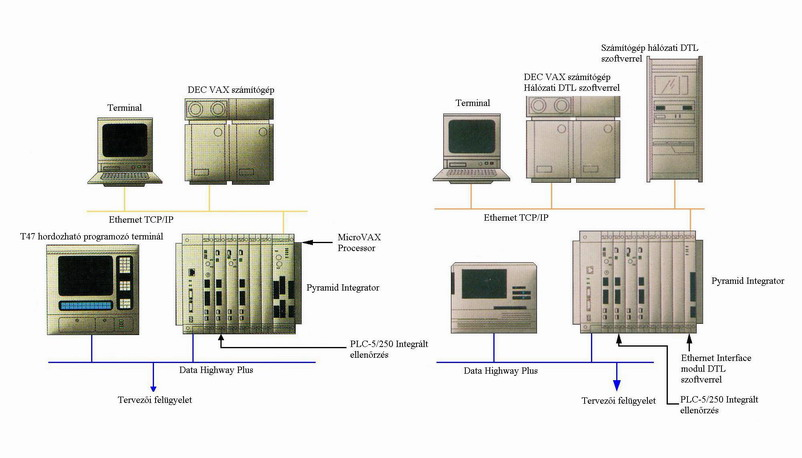 DEC VAX számítógép
Terminal
Ethernet TCP/IP
T47 hordozható programozó terminál
MicroVAX
Processor
Pyramid Integrator
PLC-5/250 Integrált
ellenőrzés
Data Highway Plus
Tervezői felügyelet
Számítógép hálózati DTL
szoftverrel
DEC VAX számítógép
Hálózati DTL szoftverrel
Terminal
Ethernet TCP/IP
Pyramid Integrator
Ethernet Interface
modul DTL
szoftverrel
Data Highway Plus
PLC-5/250 Integrált
ellenőrzés
Tervezői felügyelet